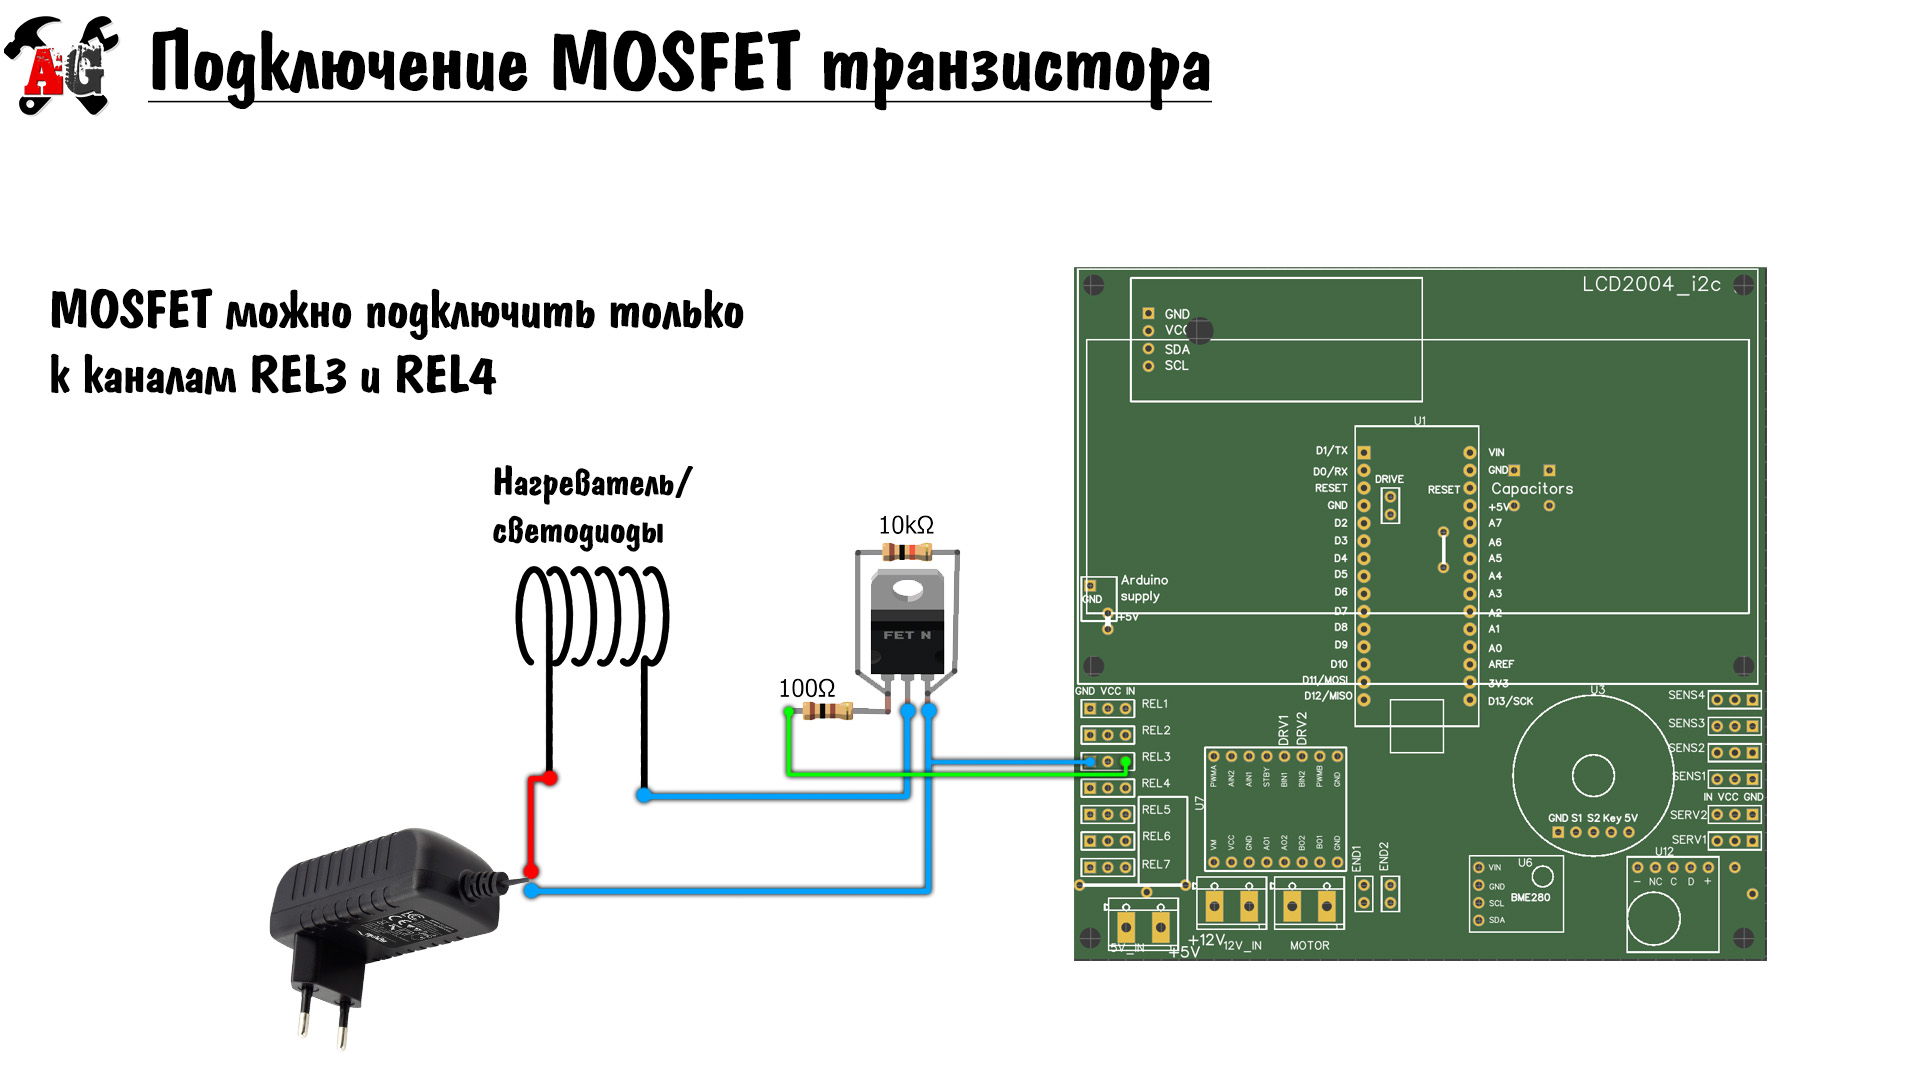 AG
Подключение MOSFET транзистора
MOSFET можно подключить только
к каналам REL3 и REL4
Нагреватель/
светодиоды
10kΩ
FET N
100Ω
LCD2004_i2c
GND
VCC
SDA
SCL
U1
D1/TX
D0/RX
RESET
GND
D2
D3
D4
D5
D6
D7
D8
D9
D10
D11/MOSI
D12/MISO
DRIVE
RESET
VIN
GND
+5V
A7
A6
A5
A4
A3
A2
A1
A0
AREF
3V3
D13/SCK
Capacitors
Arduino
supply
GND
+5V
GND VCC IN
REL1
REL2
REL3
REL4
REL5
REL6
REL7
DRV1
DRV2
U7
PWMA AIN2 AIN1 STBY BIN1 BIN2 PWMB GND
VM VCC GND AO1 AO2 BO2 BO1 GND
END1
END2
5V_IN
+5V
+12V
12V_IN
MOTOR
U3
GND S1 S2 Key 5V
SENS4
SENS3
SENS2
SENS1
IN VCC GND
SERV2
SERV1
U6
VIN
GND
SCL
SDA
BME280
U12
– NC C D +